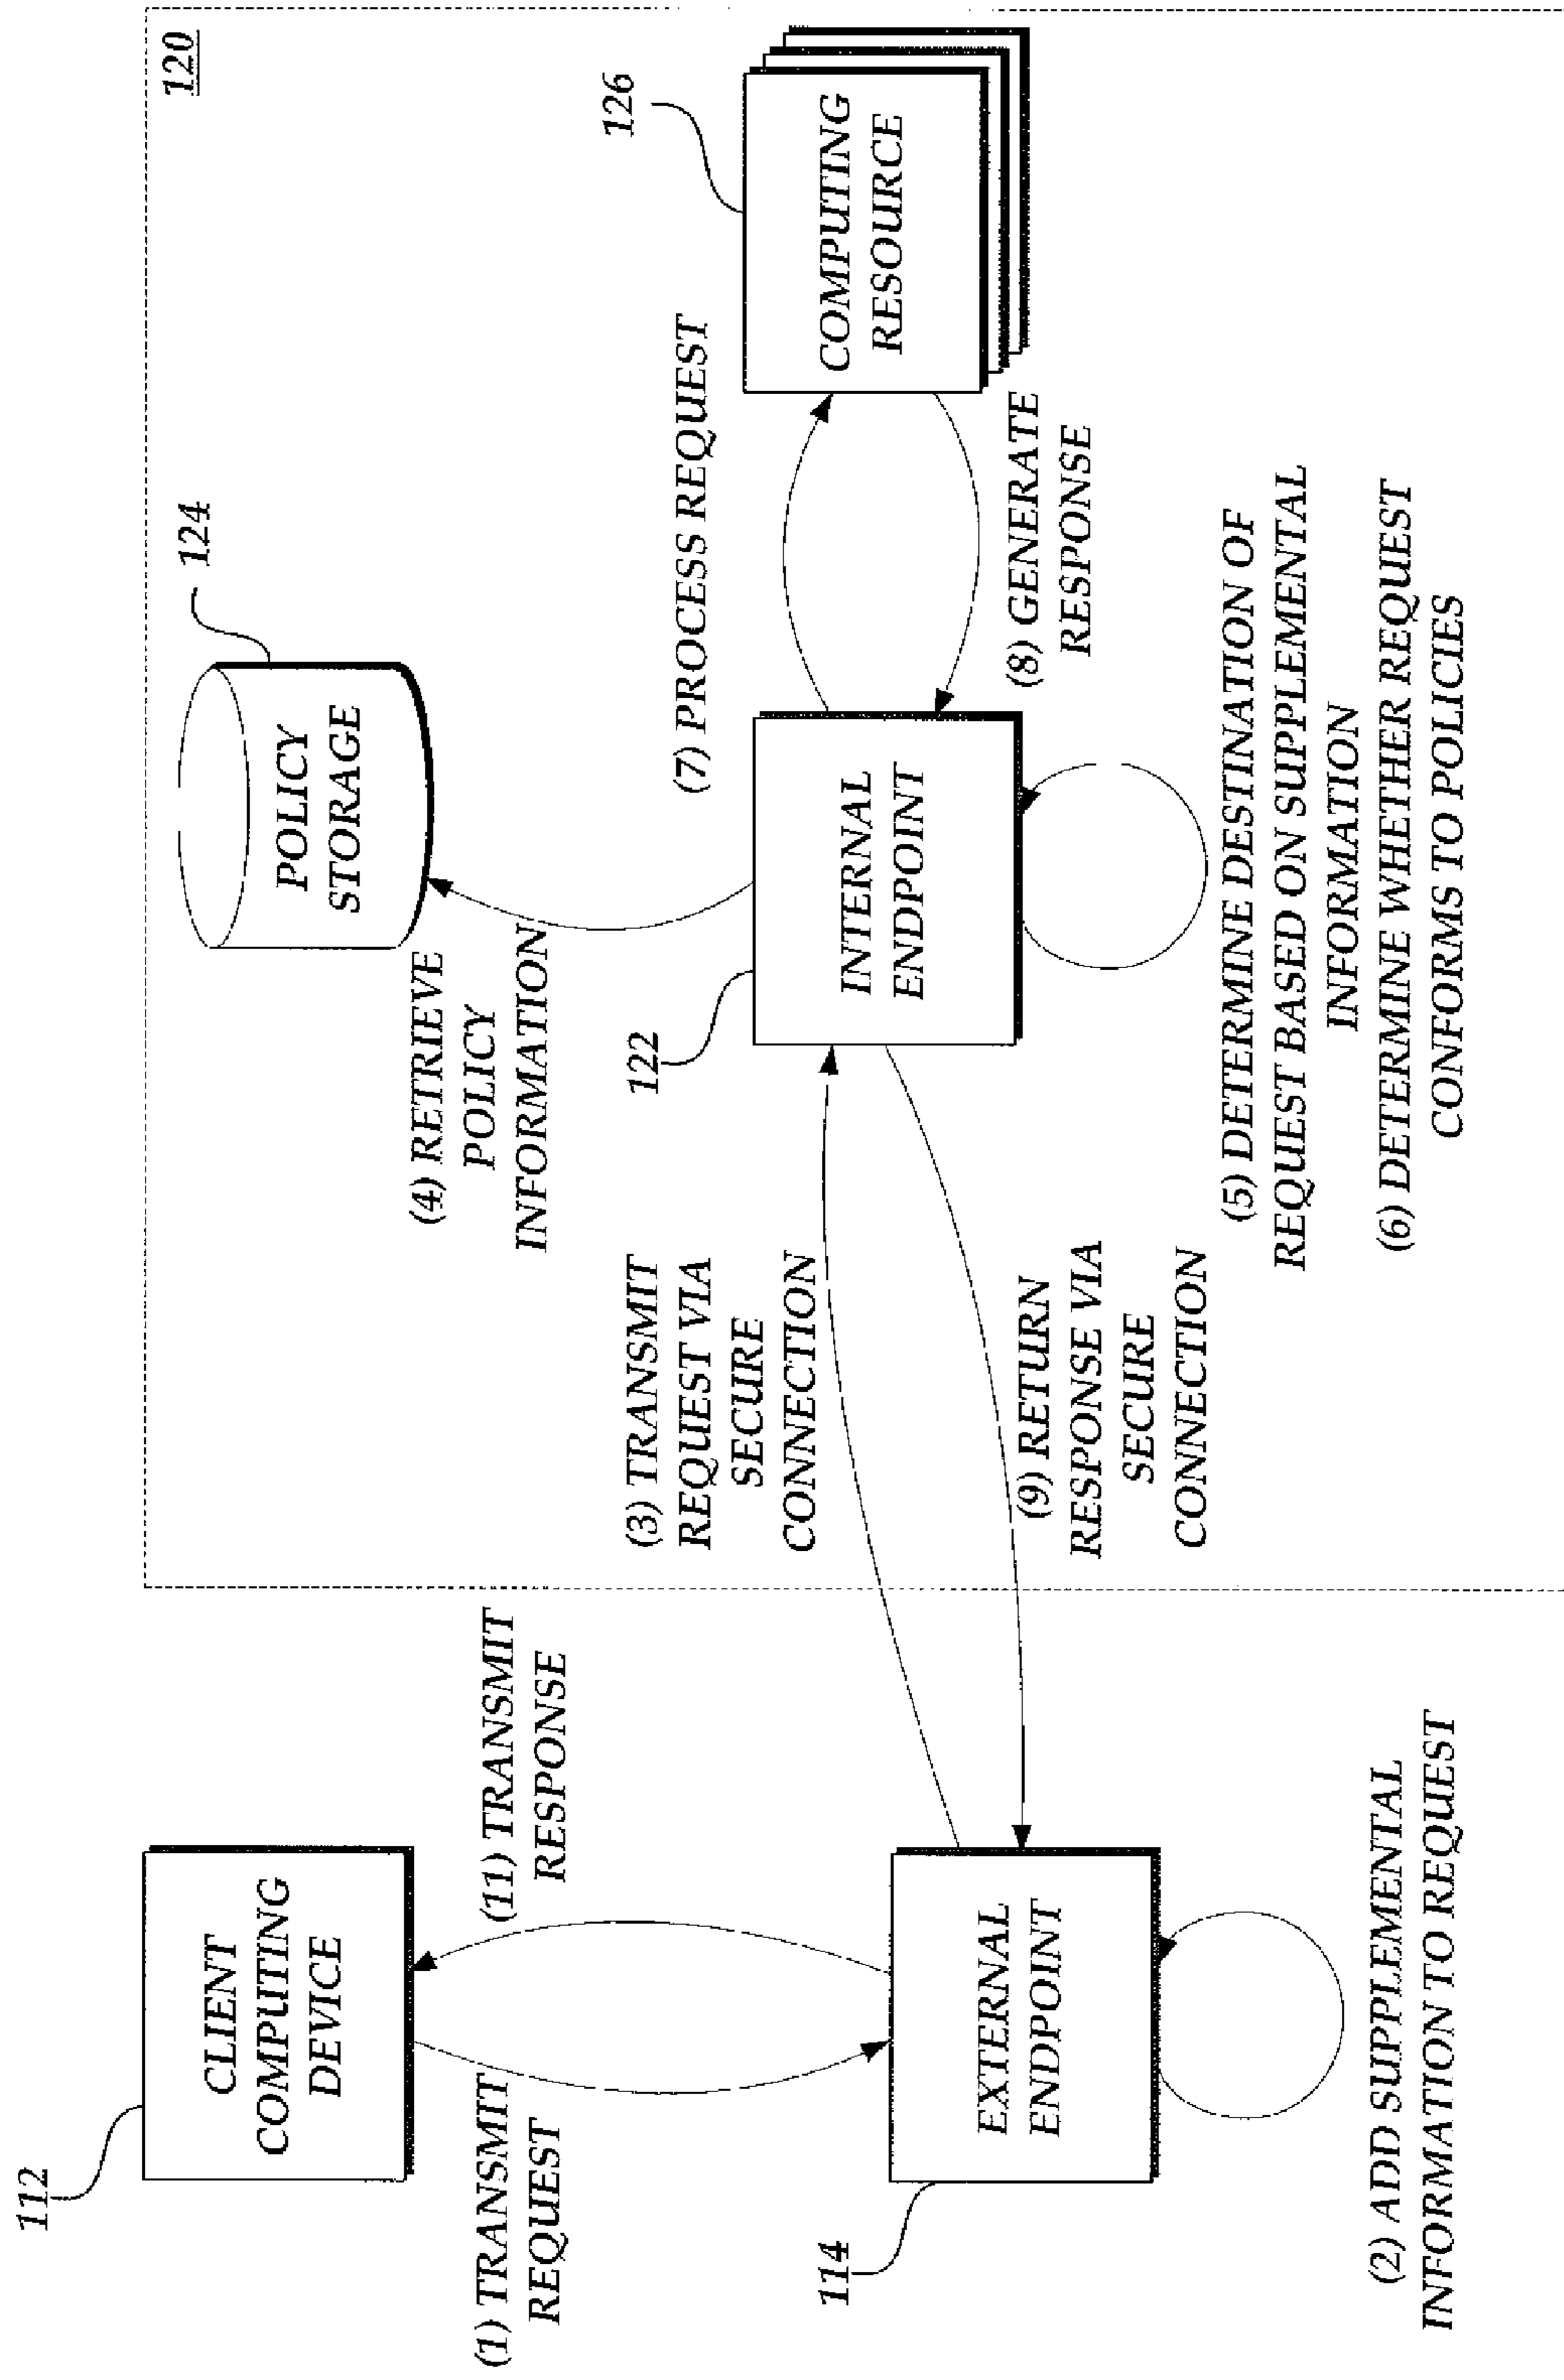 112
CLIENT
COMPUTING
DEVICE
(1) TRANSMIT
REQUEST
(11) TRANSMIT
RESPONSE
114
EXTERNAL
ENDPOINT
(2) ADD SUPPLEMENTAL
INFORMATION TO REQUEST
120
(3) TRANSMIT
REQUEST VIA
SECURE
CONNECTION
(9) RETURN
RESPONSE VIA
SECURE
CONNECTION
124
POLICY
STORAGE
(4) RETRIEVE
POLICY
INFORMATION
122
INTERNAL
ENDPOINT
(5) DETERMINE DESTINATION OF
REQUEST BASED ON SUPPLEMENTAL
INFORMATION
(6) DETERMINE WHETHER REQUEST
CONFORMS TO POLICIES
(7) PROCESS REQUEST
(8) GENERATE
RESPONSE
126
COMPUTING
RESOURCE